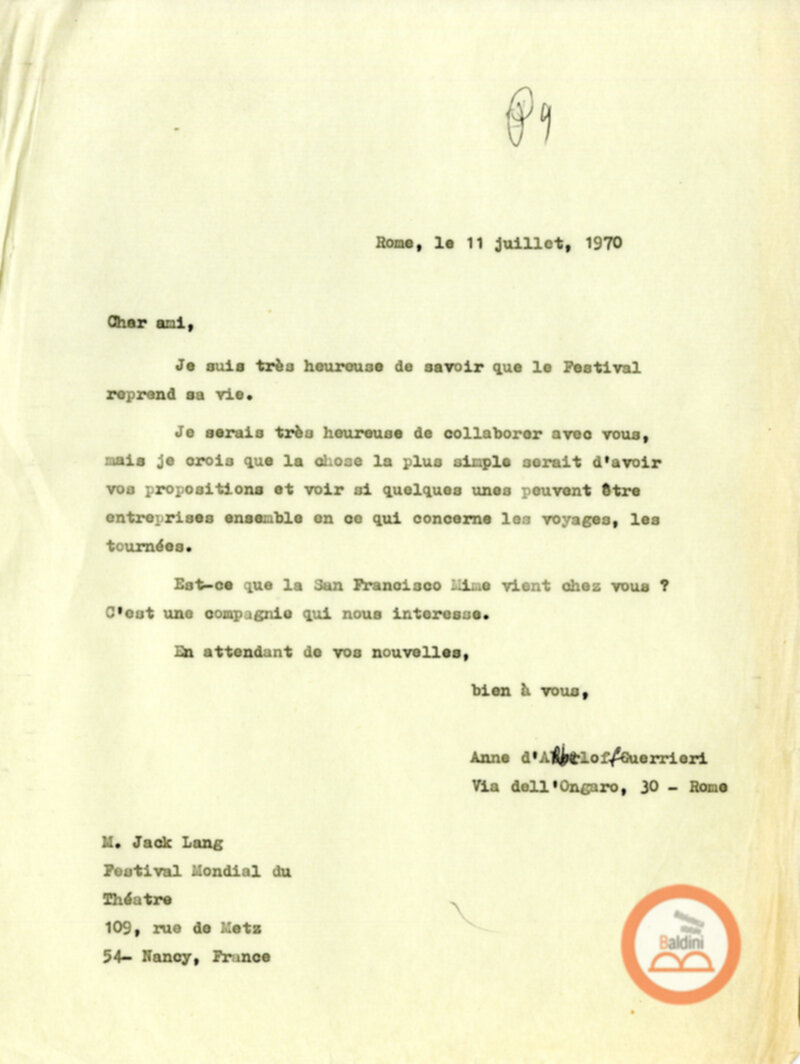 9
Rome, le 11 juillet, 1970
Cher ami,
Je suis très heureuse de savoir que le Festival
reprend sa vie.
Je serais très heureuse de collaborer avec vous,
mais je crois que la chose la plus simple serait d'avoir
vos propositions et voir si quelques unes peuvent être
entreprises ensemble en ce qui concerne les voyages, les
tournées.
Est-ce que la San Francisco Mime vient chez vous ?
C'est une compagnie qui nous interesse.
En attendant de vos nouvelles,
bien à vous,
Anne Guerrieri
Via dell'Ongaro, 30 - Rome
M. Jack Lang
Festival Mondial du
Théatre
109, rue de Metz
54- Nancy, France
Biblioteca
statale
Baldini